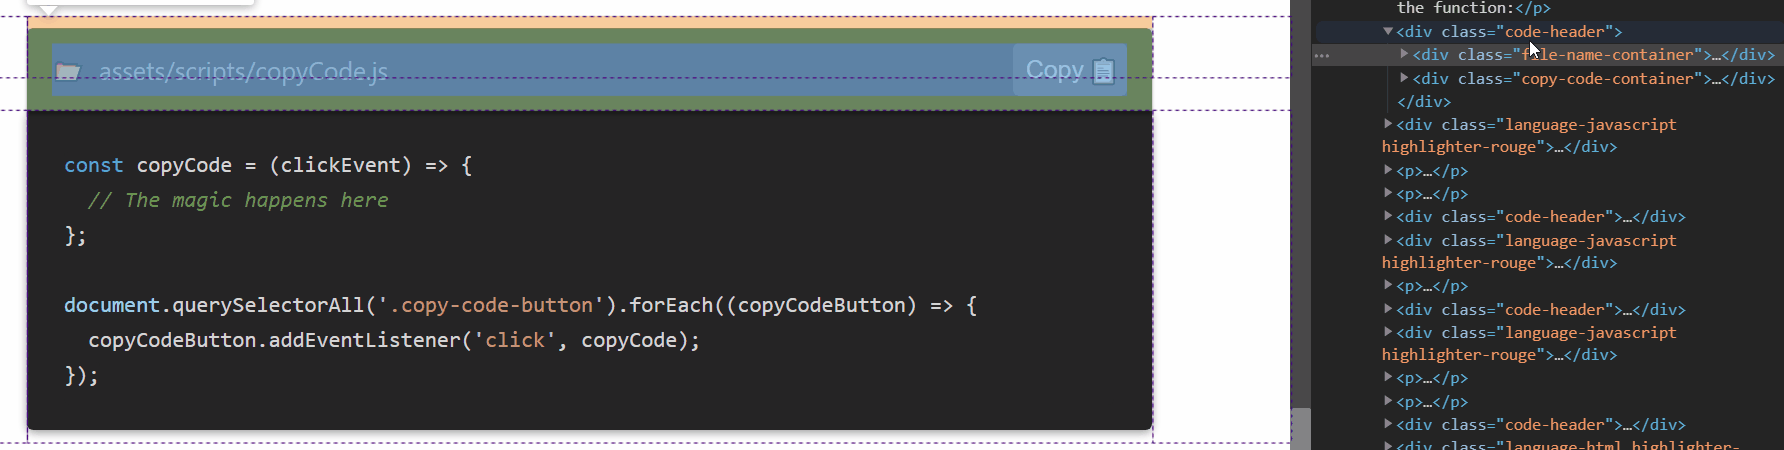 assets/scripts/copyCode.js
Copy
const copyCode = (clickEvent) => {
// The magic happens here
};
document.querySelectorAll('.copy-code-button').forEach((copyCodeButton) => {
copyCodeButton.addEventListener('click', copyCode);
});
the function:</p>
<div class="code-header">
<div class="file-name-container">…</div>
<div class="copy-code-container">…</div>
</div>
<div class="language-javascript
highlighter-rouge">…</div>
<p>…</p>
<p>…</p>
<div class="code-header">…</div>
<div class="language-javascript
highlighter-rouge">…</div>
<p>…</p>
<div class="code-header">…</div>
<div class="language-javascript
highlighter-rouge">…</div>
<p>…</p>
<p>…</p>
<div class="code-header">…</div>
<div class="language-html highlighter-